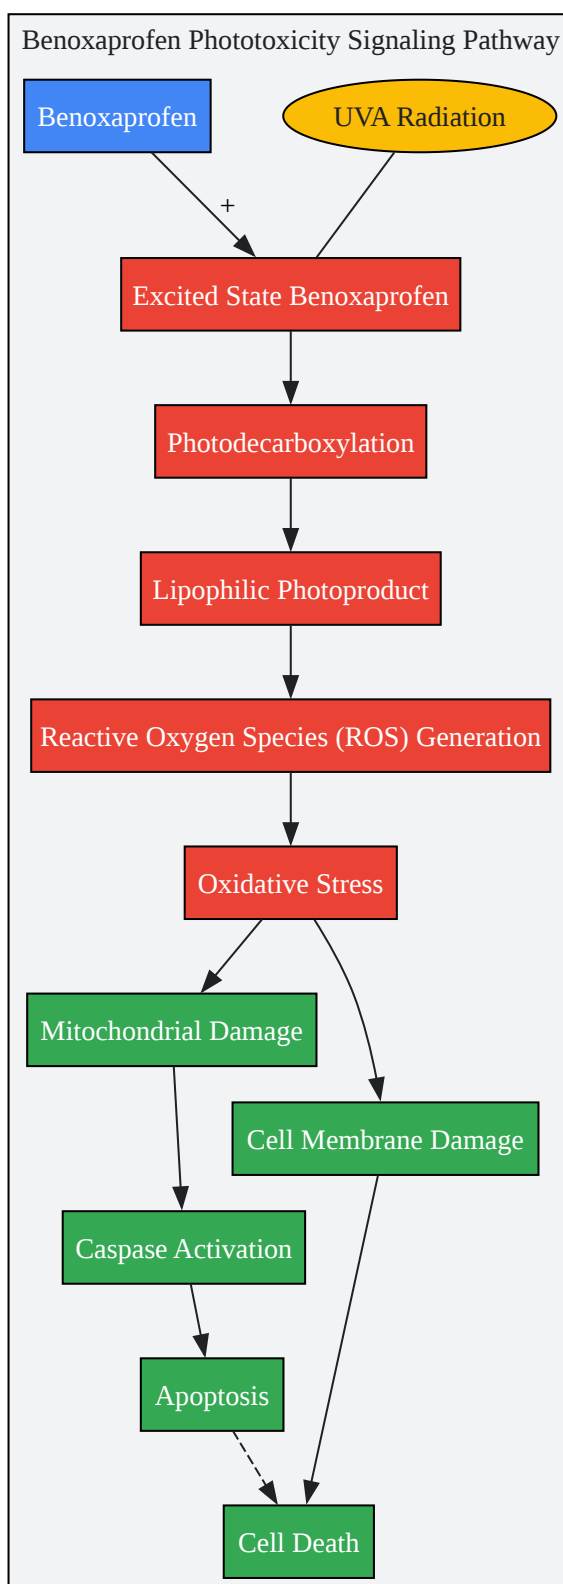 Benoxaprofen Phototoxicity Signaling Pathway
Benoxaprofen
UVA Radiation
+
Excited State Benoxaprofen
Photodecarboxylation
Lipophilic Photoproduct
Reactive Oxygen Species (ROS) Generation
Oxidative Stress
Mitochondrial Damage
Cell Membrane Damage
Caspase Activation
Apoptosis
Cell Death